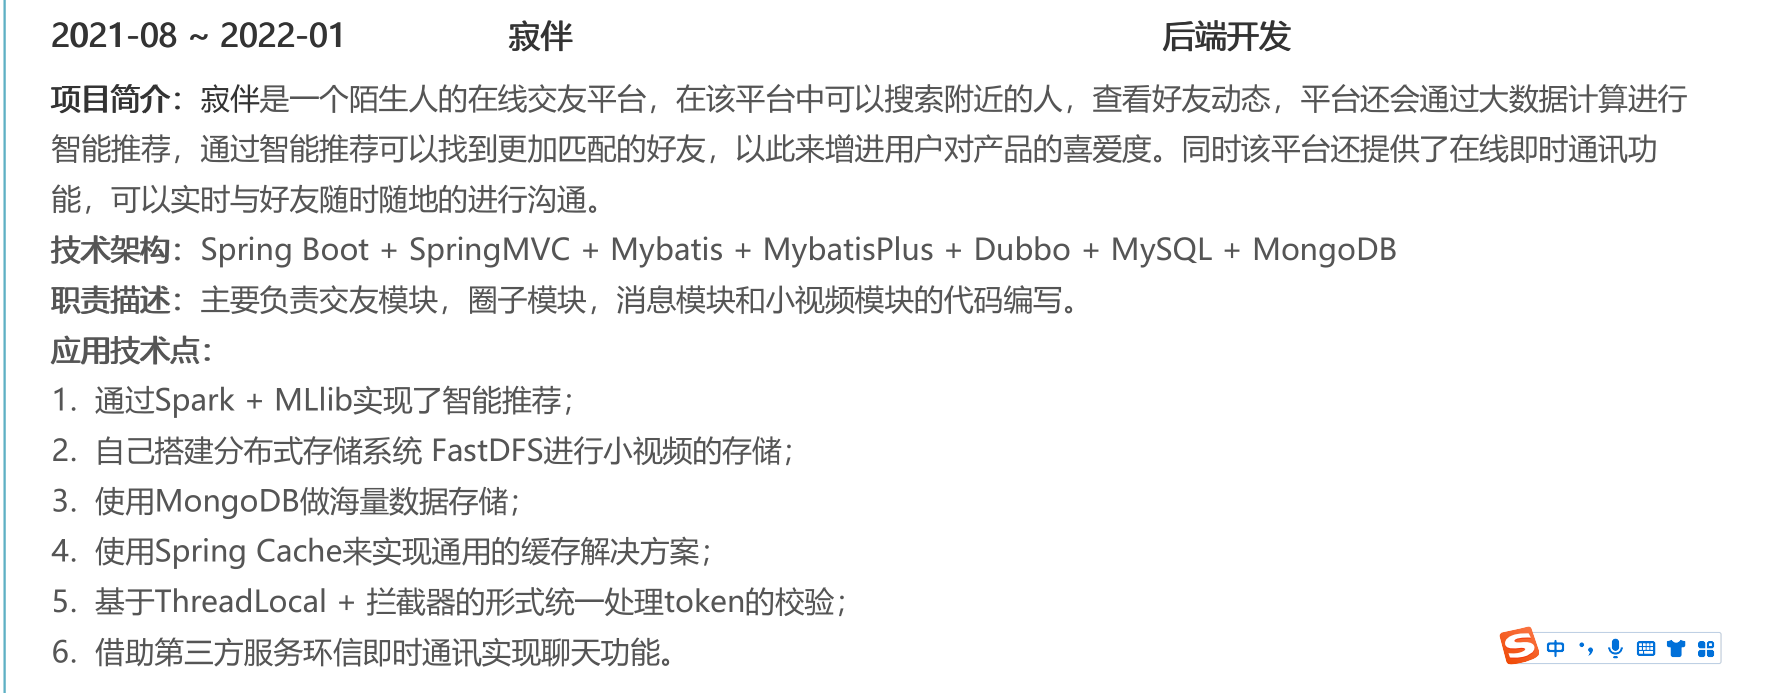 2021-08 ~ 2022-01 寂伴 后端开发
项目简介：寂伴是一个陌生人的在线交友平台，在该平台中可以搜索附近的人，查看好友动态，平台还会通过大数据计算进行
智能推荐，通过智能推荐可以找到更加匹配的好友，以此来增进用户对产品的喜爱度。同时该平台还提供了在线即时通讯功
能，可以实时与好友随时随地的进行沟通。
技术架构：Spring Boot + SpringMVC + Mybatis + MybatisPlus + Dubbo + MySQL + MongoDB
职责描述：主要负责交友模块，圈子模块，消息模块和小视频模块的代码编写。
应用技术点：
1. 通过Spark + MLlib实现了智能推荐；
2. 自己搭建分布式存储系统 FastDFS进行小视频的存储；
3. 使用MongoDB做海量数据存储；
4. 使用Spring Cache来实现通用的缓存解决方案；
5. 基于ThreadLocal + 拦截器的形式统一处理token的校验；
6. 借助第三方服务环信即时通讯实现聊天功能。
S 中